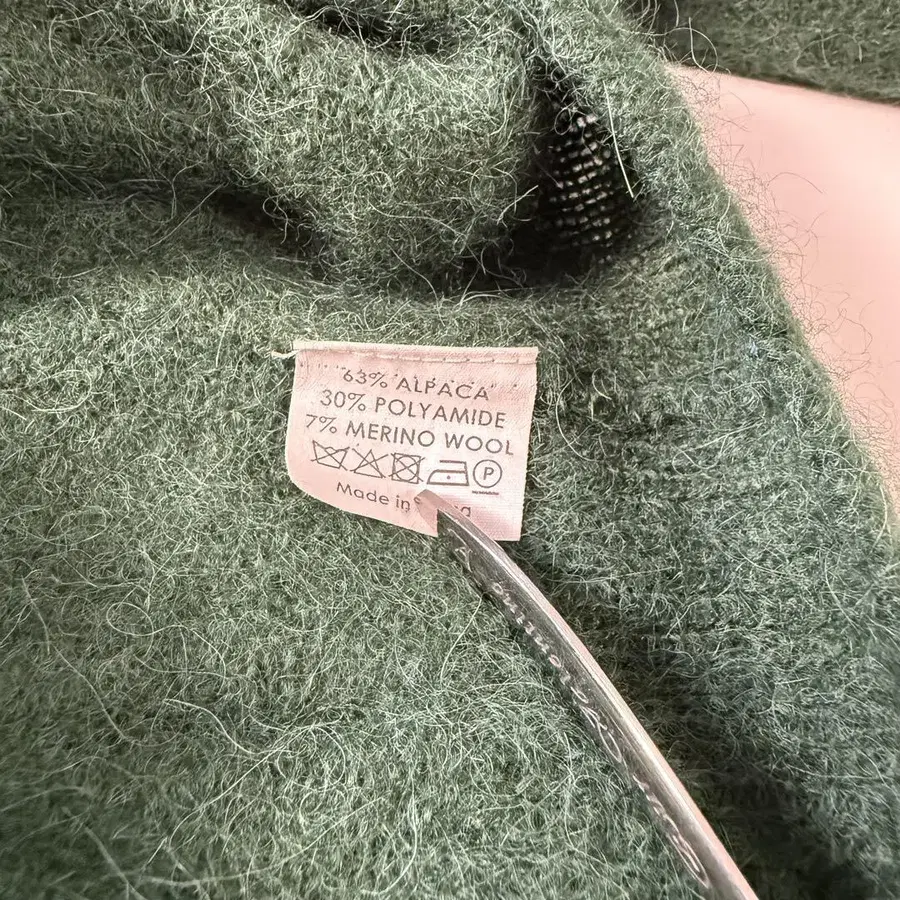 63% ALPACA
30% POLYAMIDE
7% MERINO WOOL
P
Made in